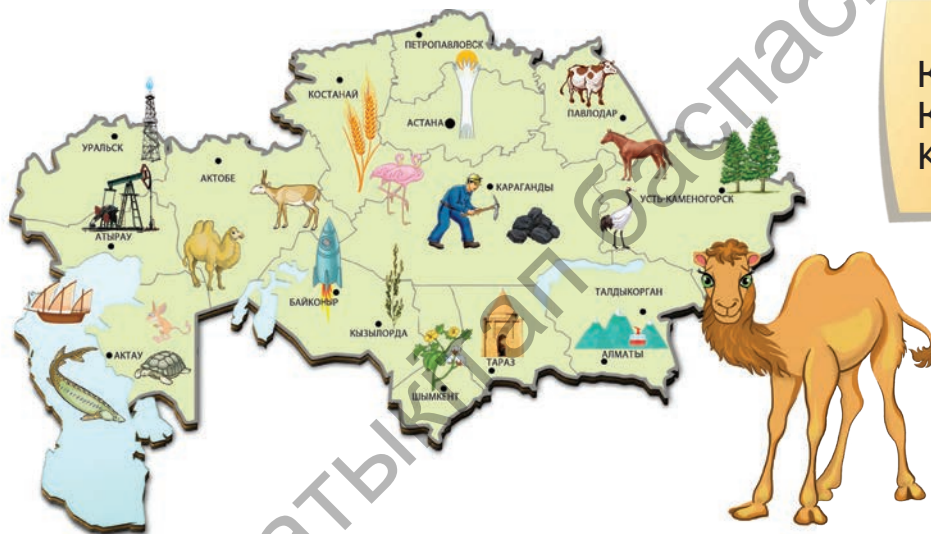 ПЕТРОПАВЛОВСК
КОСТАНАЙ
АСТАНА
ПАВЛОДАР
УРАЛЬСК
АКТОБЕ
КАРАГАНДЫ
УСТЬ-КАМЕНОГОРСК
АТЫРАУ
БАЙКОНЫР
ТАЛДЫКОРГАН
КЫЗЫЛОРДА
АКТАУ
ТАРАЗ
АЛМАТЫ
ШЫМКЕНТ